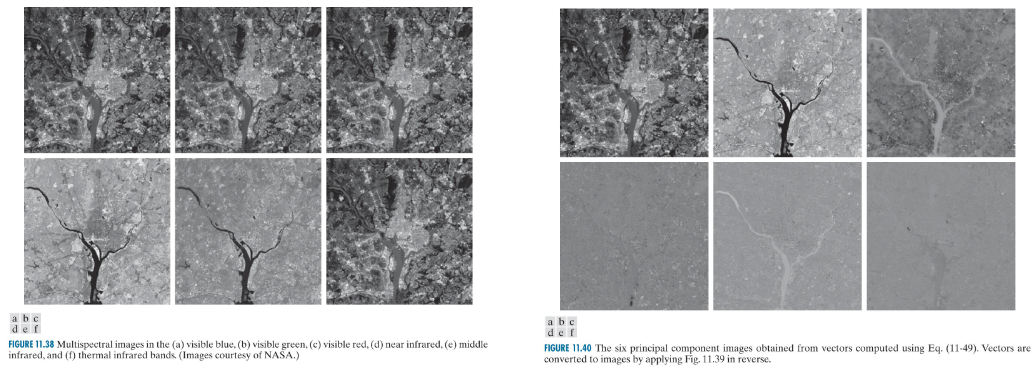 a b c
d e f
FIGURE 11.38 Multispectral images in the (a) visible blue, (b) visible green, (c) visible red, (d) near infrared, (e) middle
infrared, and (f) thermal infrared bands. (Images courtesy of NASA.)
a b c
d e f
FIGURE 11.40 The six principal component images obtained from vectors computed using Eq. (11-49). Vectors are
converted to images by applying Fig. 11.39 in reverse.